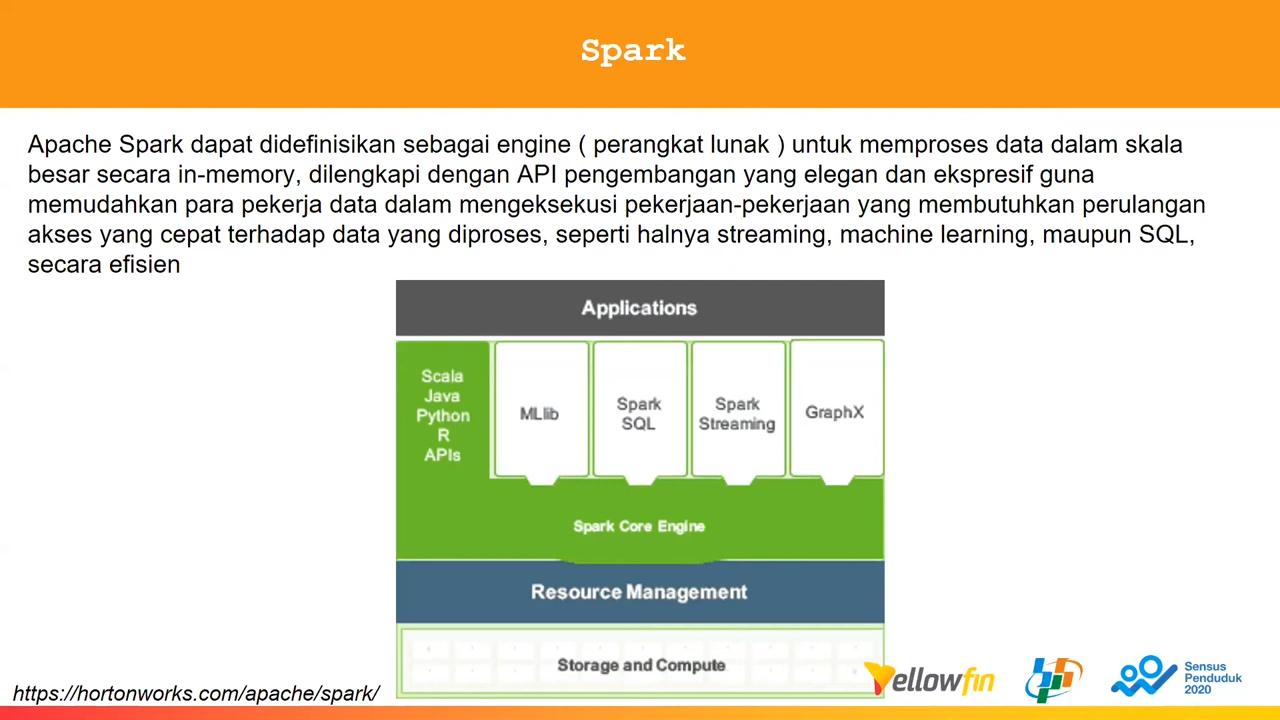 Spark
Apache Spark dapat didefinisikan sebagai engine ( perangkat lunak ) untuk memproses data dalam skala
besar secara in-memory, dilengkapi dengan API pengembangan yang elegan dan ekspresif guna
memudahkan para pekerja data dalam mengeksekusi pekerjaan-pekerjaan yang membutuhkan perulangan
akses yang cepat terhadap data yang diproses, seperti halnya streaming, machine learning, maupun SQL,
secara efisien
Applications
Scala
Java
Python
R
APIs
MLlib
Spark
SQL
Spark
Streaming
GraphX
Spark Core Engine
Resource Management
Storage and Compute
https://hortonworks.com/apache/spark/
Yellowfin
Sensus
Penduduk
2020